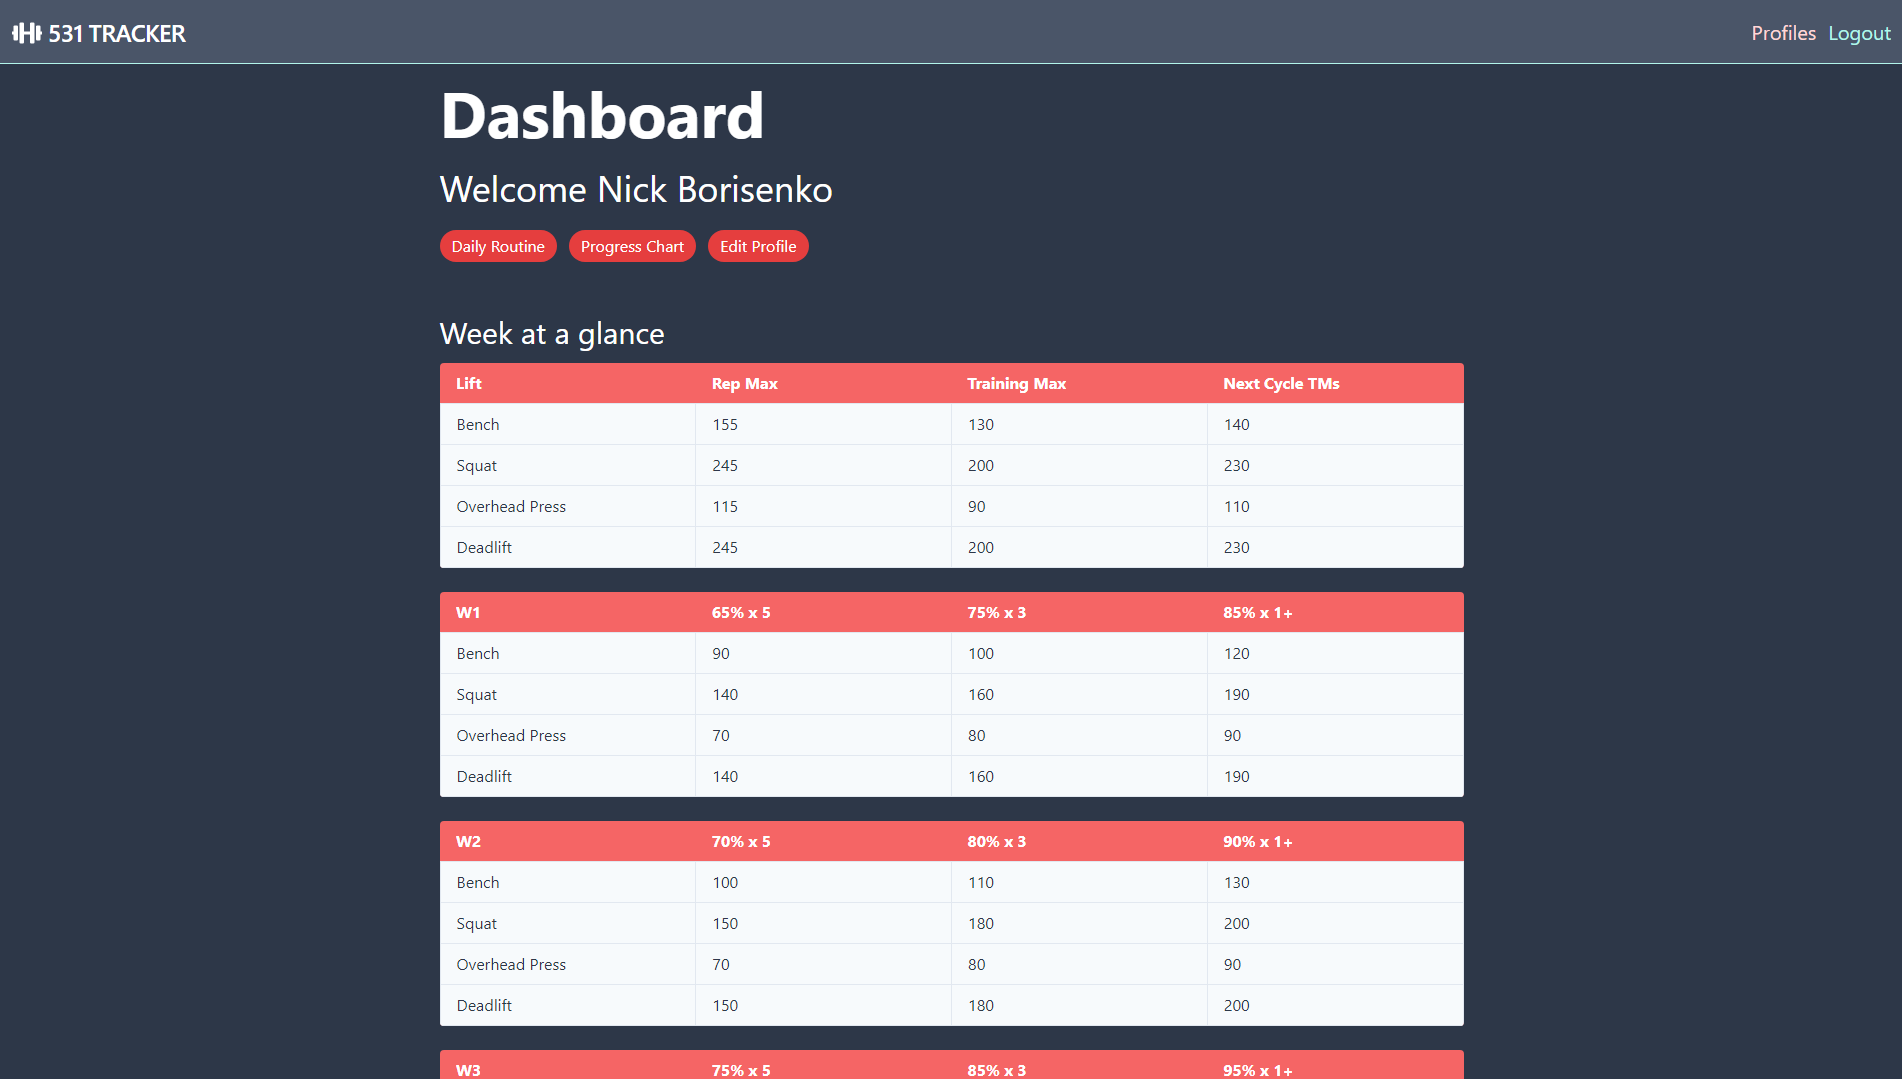 531 TRACKER Profiles Logout
Dashboard
Welcome Nick Borisenko
Daily Routine Progress Chart Edit Profile
Week at a glance
Lift Rep Max Training Max Next Cycle TMs
Bench 155 130 140
Squat 245 200 230
Overhead Press 115 90 110
Deadlift 245 200 230
W1 65% x 5 75% x 3 85% x 1+
Bench 90 100 120
Squat 140 160 190
Overhead Press 70 80 90
Deadlift 140 160 190
W2 70% x 5 80% x 3 90% x 1+
Bench 100 110 130
Squat 150 180 200
Overhead Press 70 80 90
Deadlift 150 180 200
W3 75% x 5 85% x 3 95% x 1+